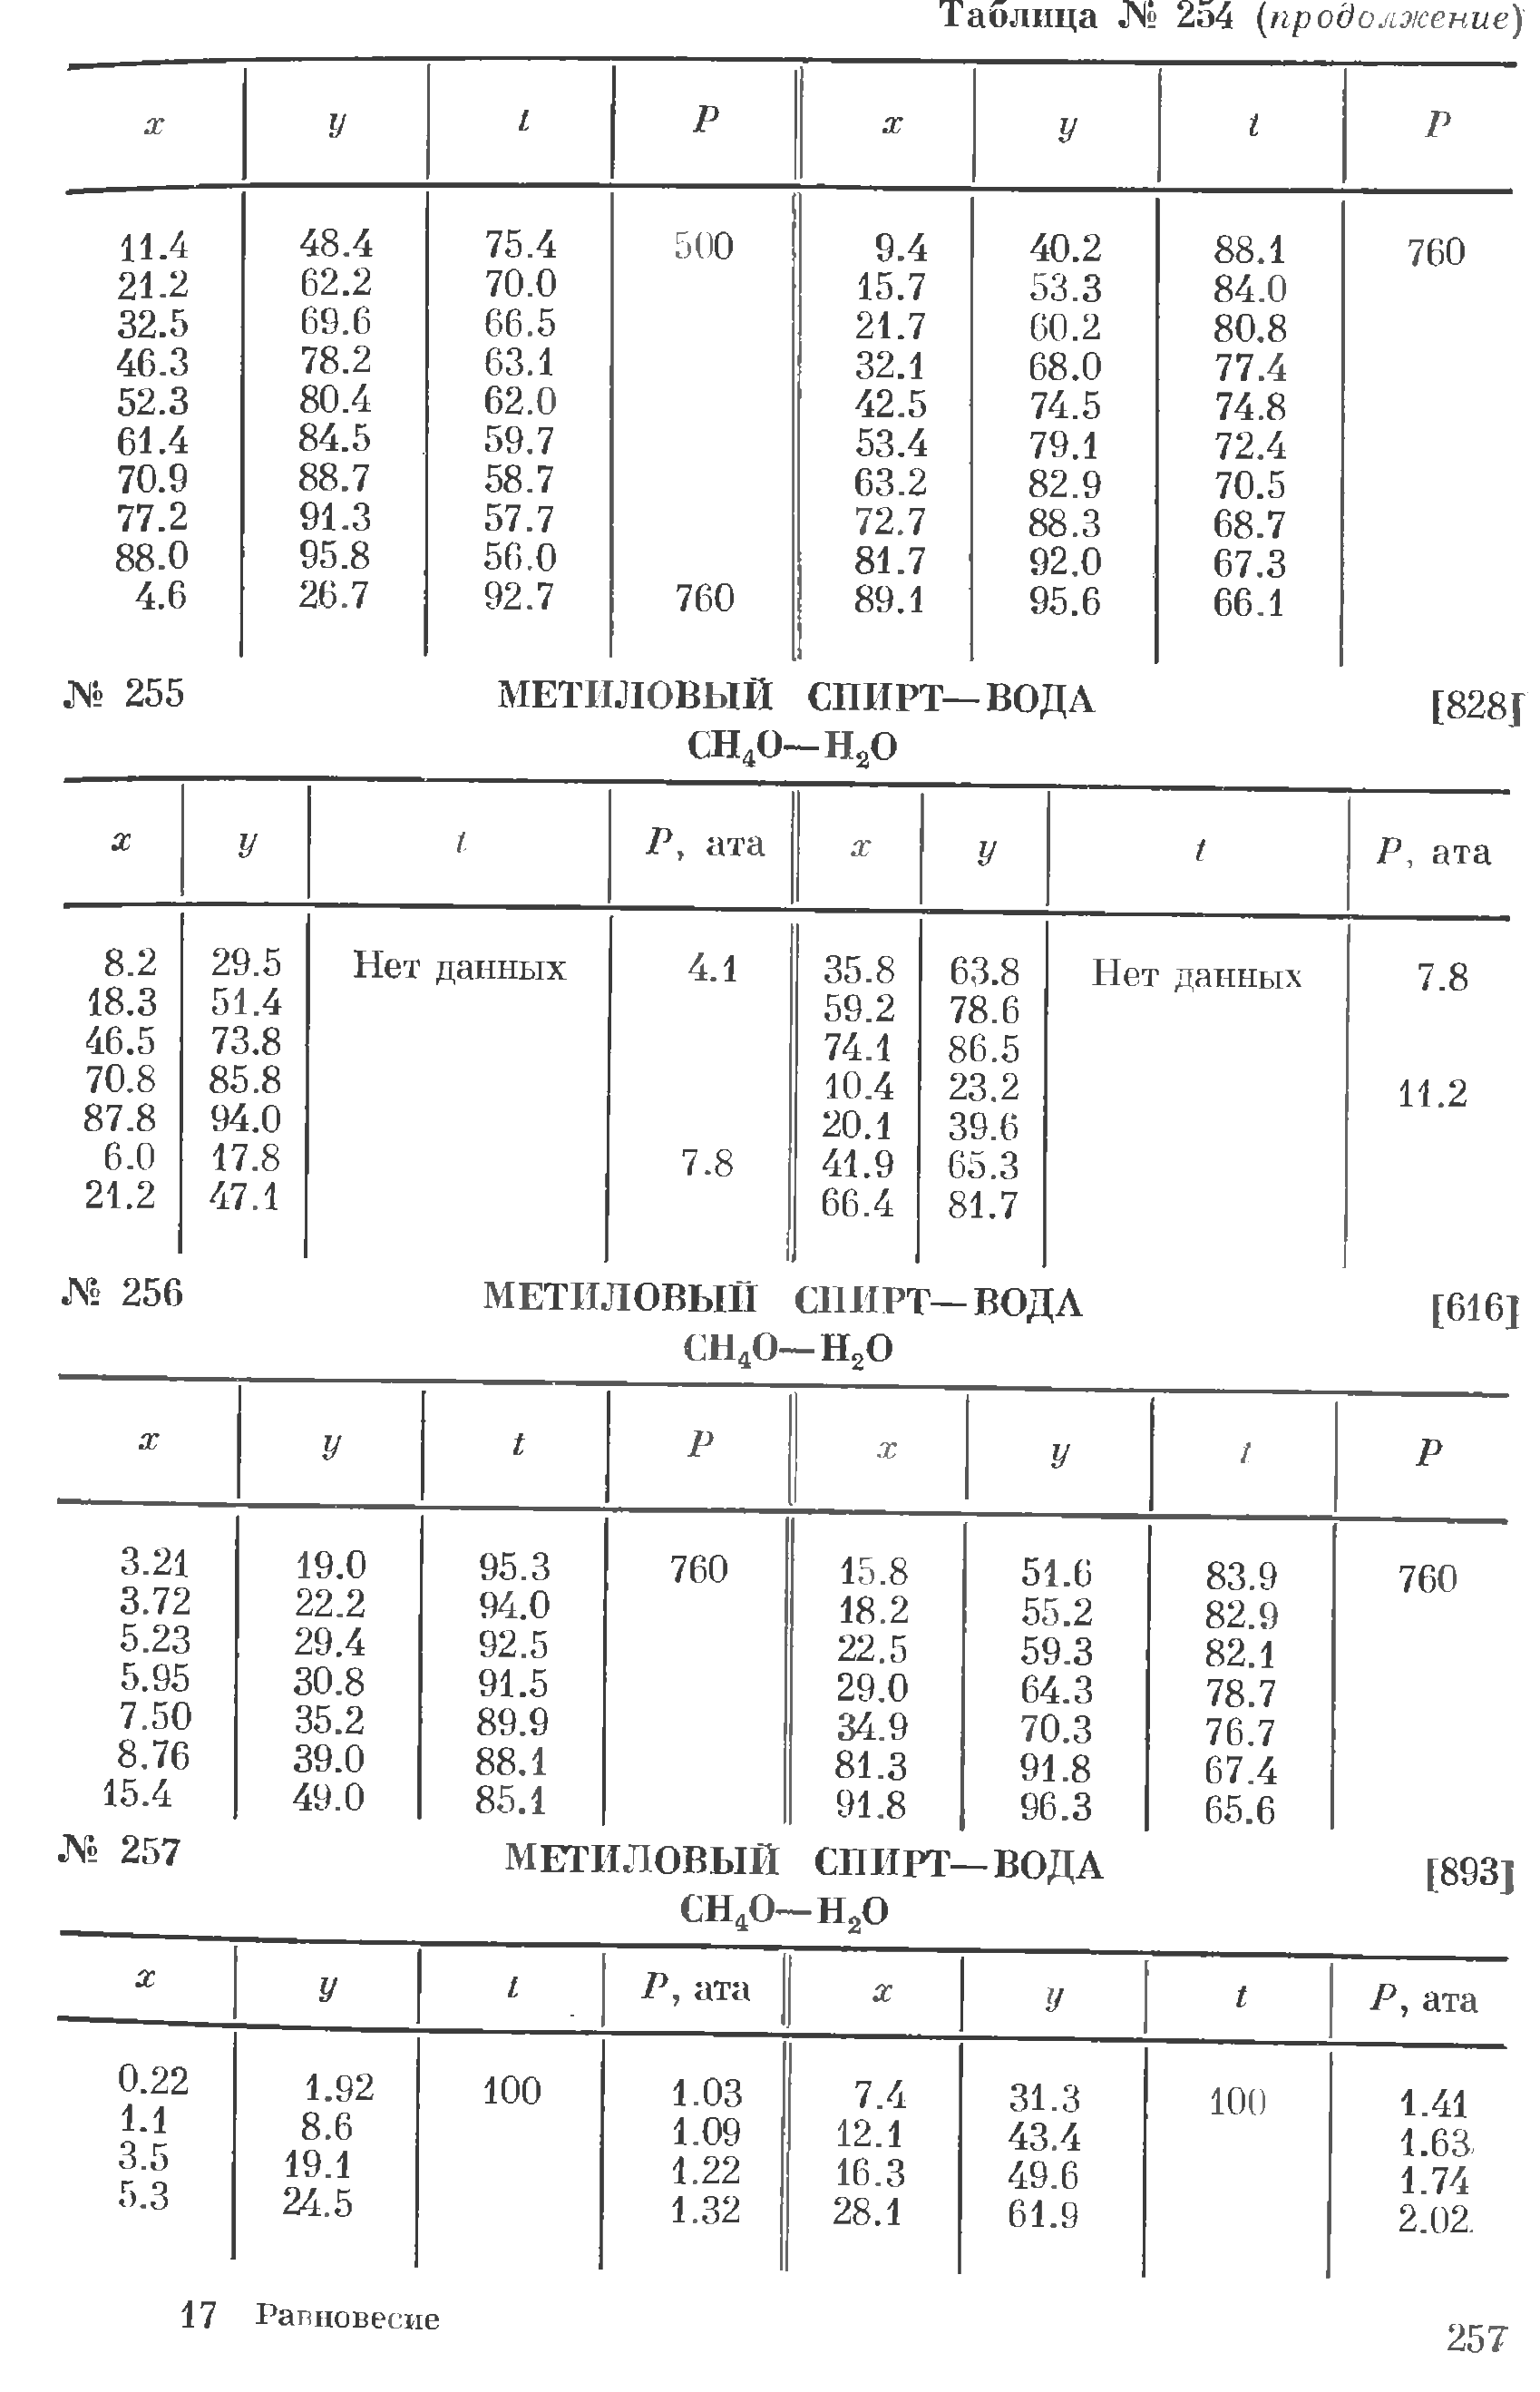 Таблица № 254 (продолжение)
x y t P x y t P
11.4 48.4 75.4 500 9.4 40.2 88.1 760
21.2 62.2 70.0 15.7 53.3 84.0
32.5 69.6 66.5 21.7 60.2 80.8
46.3 78.2 63.1 32.1 68.0 77.4
52.3 80.4 62.0 42.5 74.5 74.8
61.4 84.5 59.7 53.4 79.1 72.4
70.9 88.7 58.7 63.2 82.9 70.5
77.2 91.3 57.7 72.7 88.3 68.7
88.0 95.8 56.0 81.7 92.0 67.3
4.6 26.7 92.7 760 89.1 95.6 66.1
№ 255 МЕТИЛОВЫЙ СПИРТ—ВОДА [828]
CH₄O—H₂O
x y t P, ата x y t P, ата
8.2 29.5 Нет данных 4.1 35.8 63.8 Нет данных 7.8
18.3 51.4 59.2 78.6
46.5 73.8 74.1 86.5
70.8 85.8 10.4 23.2 11.2
87.8 94.0 20.1 39.6
6.0 17.8 7.8 41.9 65.3
21.2 47.1 66.4 81.7
№ 256 МЕТИЛОВЫЙ СПИРТ—ВОДА [616]
CH₄O—H₂O
x y t P x y t P
3.21 19.0 95.3 760 15.8 51.6 83.9 760
3.72 22.2 94.0 18.2 55.2 82.9
5.23 29.4 92.5 22.5 59.3 82.1
5.95 30.8 91.5 29.0 64.3 78.7
7.50 35.2 89.9 34.9 70.3 76.7
8.76 39.0 88.1 81.3 91.8 67.4
15.4 49.0 85.1 91.8 96.3 65.6
№ 257 МЕТИЛОВЫЙ СПИРТ—ВОДА [893]
CH₄O—H₂O
x y t P, ата x y t P, ата
0.22 1.92 100 1.03 7.4 31.3 100 1.41
1.1 8.6 1.09 12.1 43.4 1.63
3.5 19.1 1.22 16.3 49.6 1.74
5.3 24.5 1.32 28.1 61.9 2.02
17 Равновесие
257